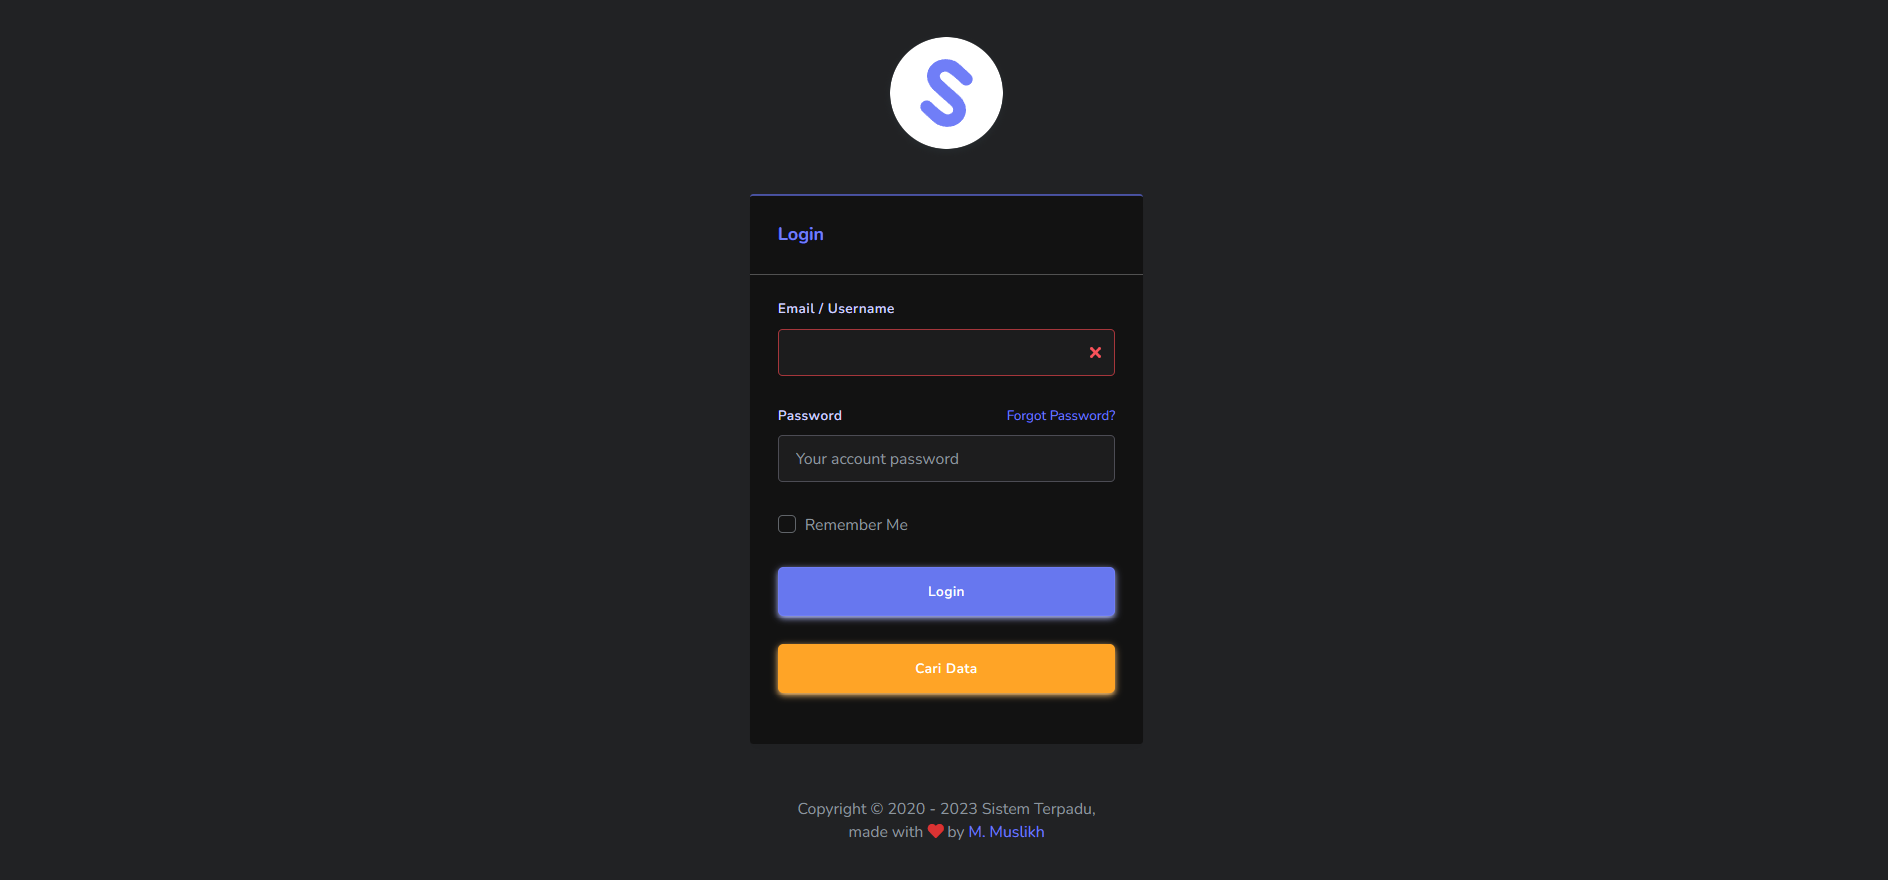 Login
Email / Username
Password Forgot Password?
Your account password
Remember Me
Login
Cari Data
Copyright © 2020 - 2023 Sistem Terpadu,
made with ❤ by M. Muslikh